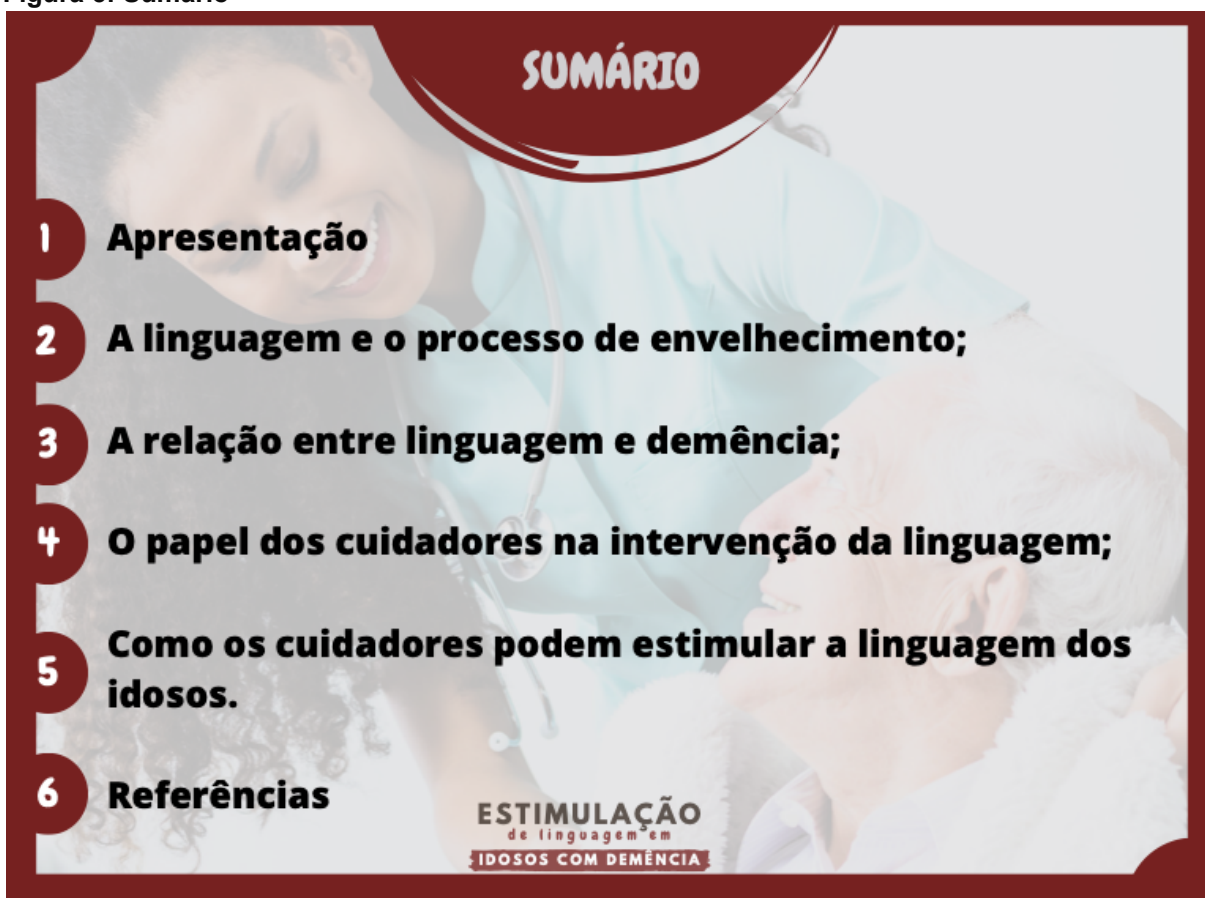 SUMÁRIO
1 Apresentação
2 A linguagem e o processo de envelhecimento;
3 A relação entre linguagem e demência;
4 O papel dos cuidadores na intervenção da linguagem;
5 Como os cuidadores podem estimular a linguagem dos
idosos.
6 Referências
ESTIMULAÇÃO
de linguagem em
IDOSOS COM DEMÊNCIA